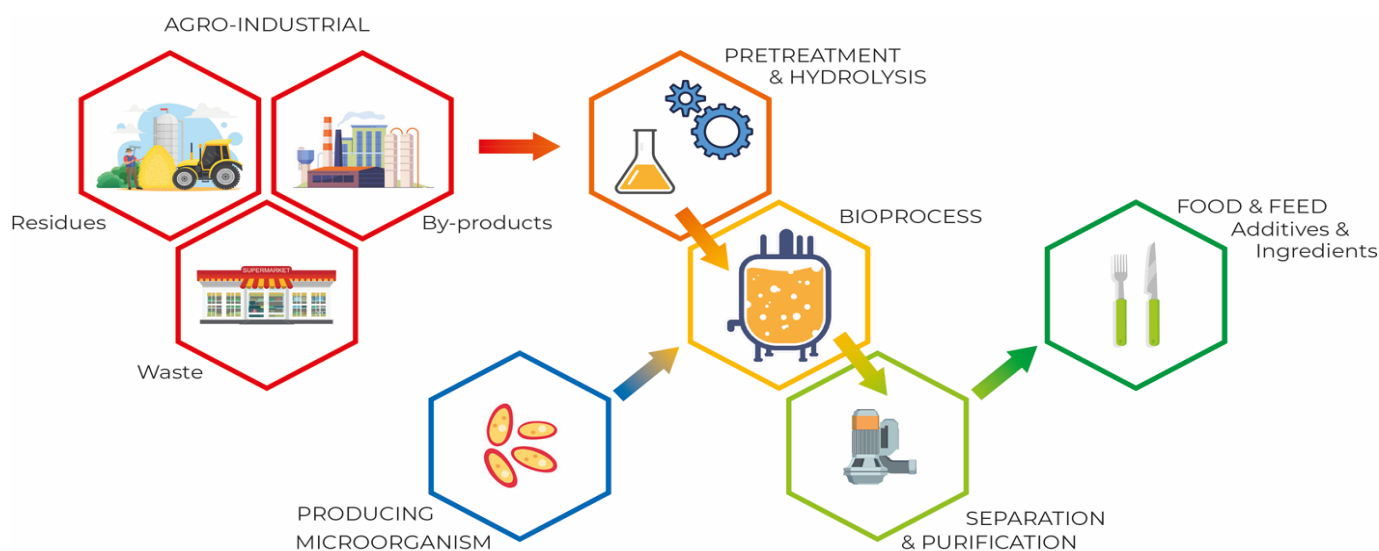 AGRO-INDUSTRIAL
Residues
By-products
SUPERMARKET
Waste
PRETREATMENT
& HYDROLYSIS
BIOPROCESS
PRODUCING
MICROORGANISM
SEPARATION
& PURIFICATION
FOOD & FEED
Additives &
Ingredients